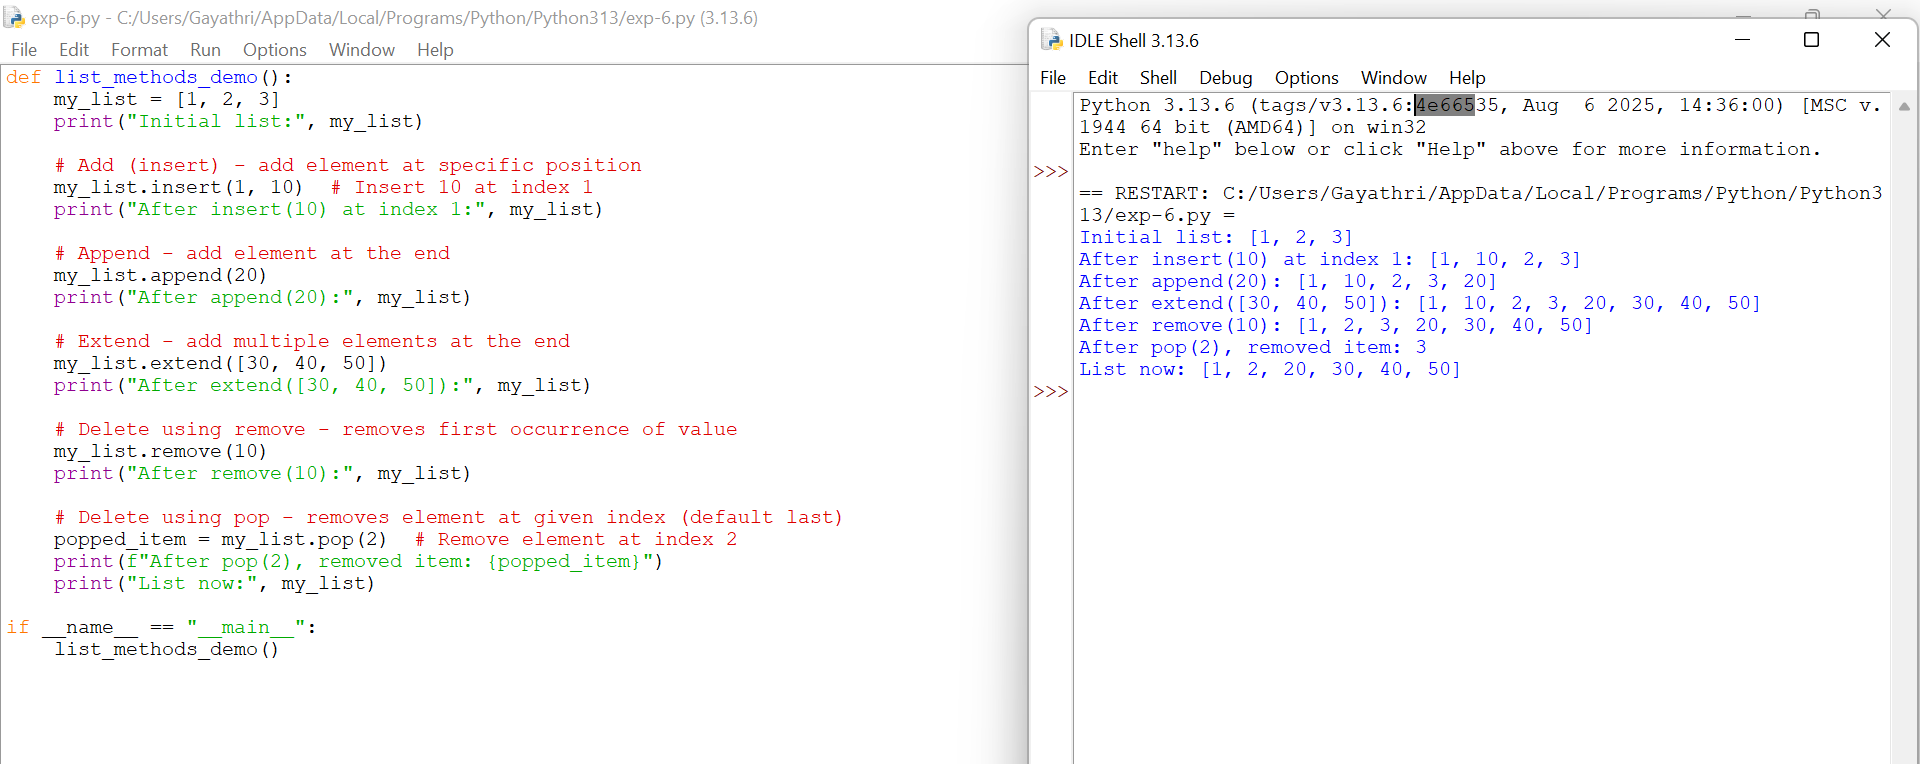 exp-6.py - C:/Users/Gayathri/AppData/Local/Programs/Python/Python313/exp-6.py (3.13.6)
File Edit Format Run Options Window Help
def list_methods_demo():
    my_list = [1, 2, 3]
    print("Initial list:", my_list)

    # Add (insert) - add element at specific position
    my_list.insert(1, 10)  # Insert 10 at index 1
    print("After insert(10) at index 1:", my_list)

    # Append - add element at the end
    my_list.append(20)
    print("After append(20):", my_list)

    # Extend - add multiple elements at the end
    my_list.extend([30, 40, 50])
    print("After extend([30, 40, 50]):", my_list)

    # Delete using remove - removes first occurrence of value
    my_list.remove(10)
    print("After remove(10):", my_list)

    # Delete using pop - removes element at given index (default last)
    popped_item = my_list.pop(2)  # Remove element at index 2
    print(f"After pop(2), removed item: {popped_item}")
    print("List now:", my_list)

if __name__ == "__main__":
    list_methods_demo()
IDLE Shell 3.13.6
File Edit Shell Debug Options Window Help
Python 3.13.6 (tags/v3.13.6:4e66535, Aug  6 2025, 14:36:00) [MSC v.
1944 64 bit (AMD64)] on win32
Enter "help" below or click "Help" above for more information.
>>>
== RESTART: C:/Users/Gayathri/AppData/Local/Programs/Python/Python3
13/exp-6.py =
Initial list: [1, 2, 3]
After insert(10) at index 1: [1, 10, 2, 3]
After append(20): [1, 10, 2, 3, 20]
After extend([30, 40, 50]): [1, 10, 2, 3, 20, 30, 40, 50]
After remove(10): [1, 2, 3, 20, 30, 40, 50]
After pop(2), removed item: 3
List now: [1, 2, 20, 30, 40, 50]
>>>